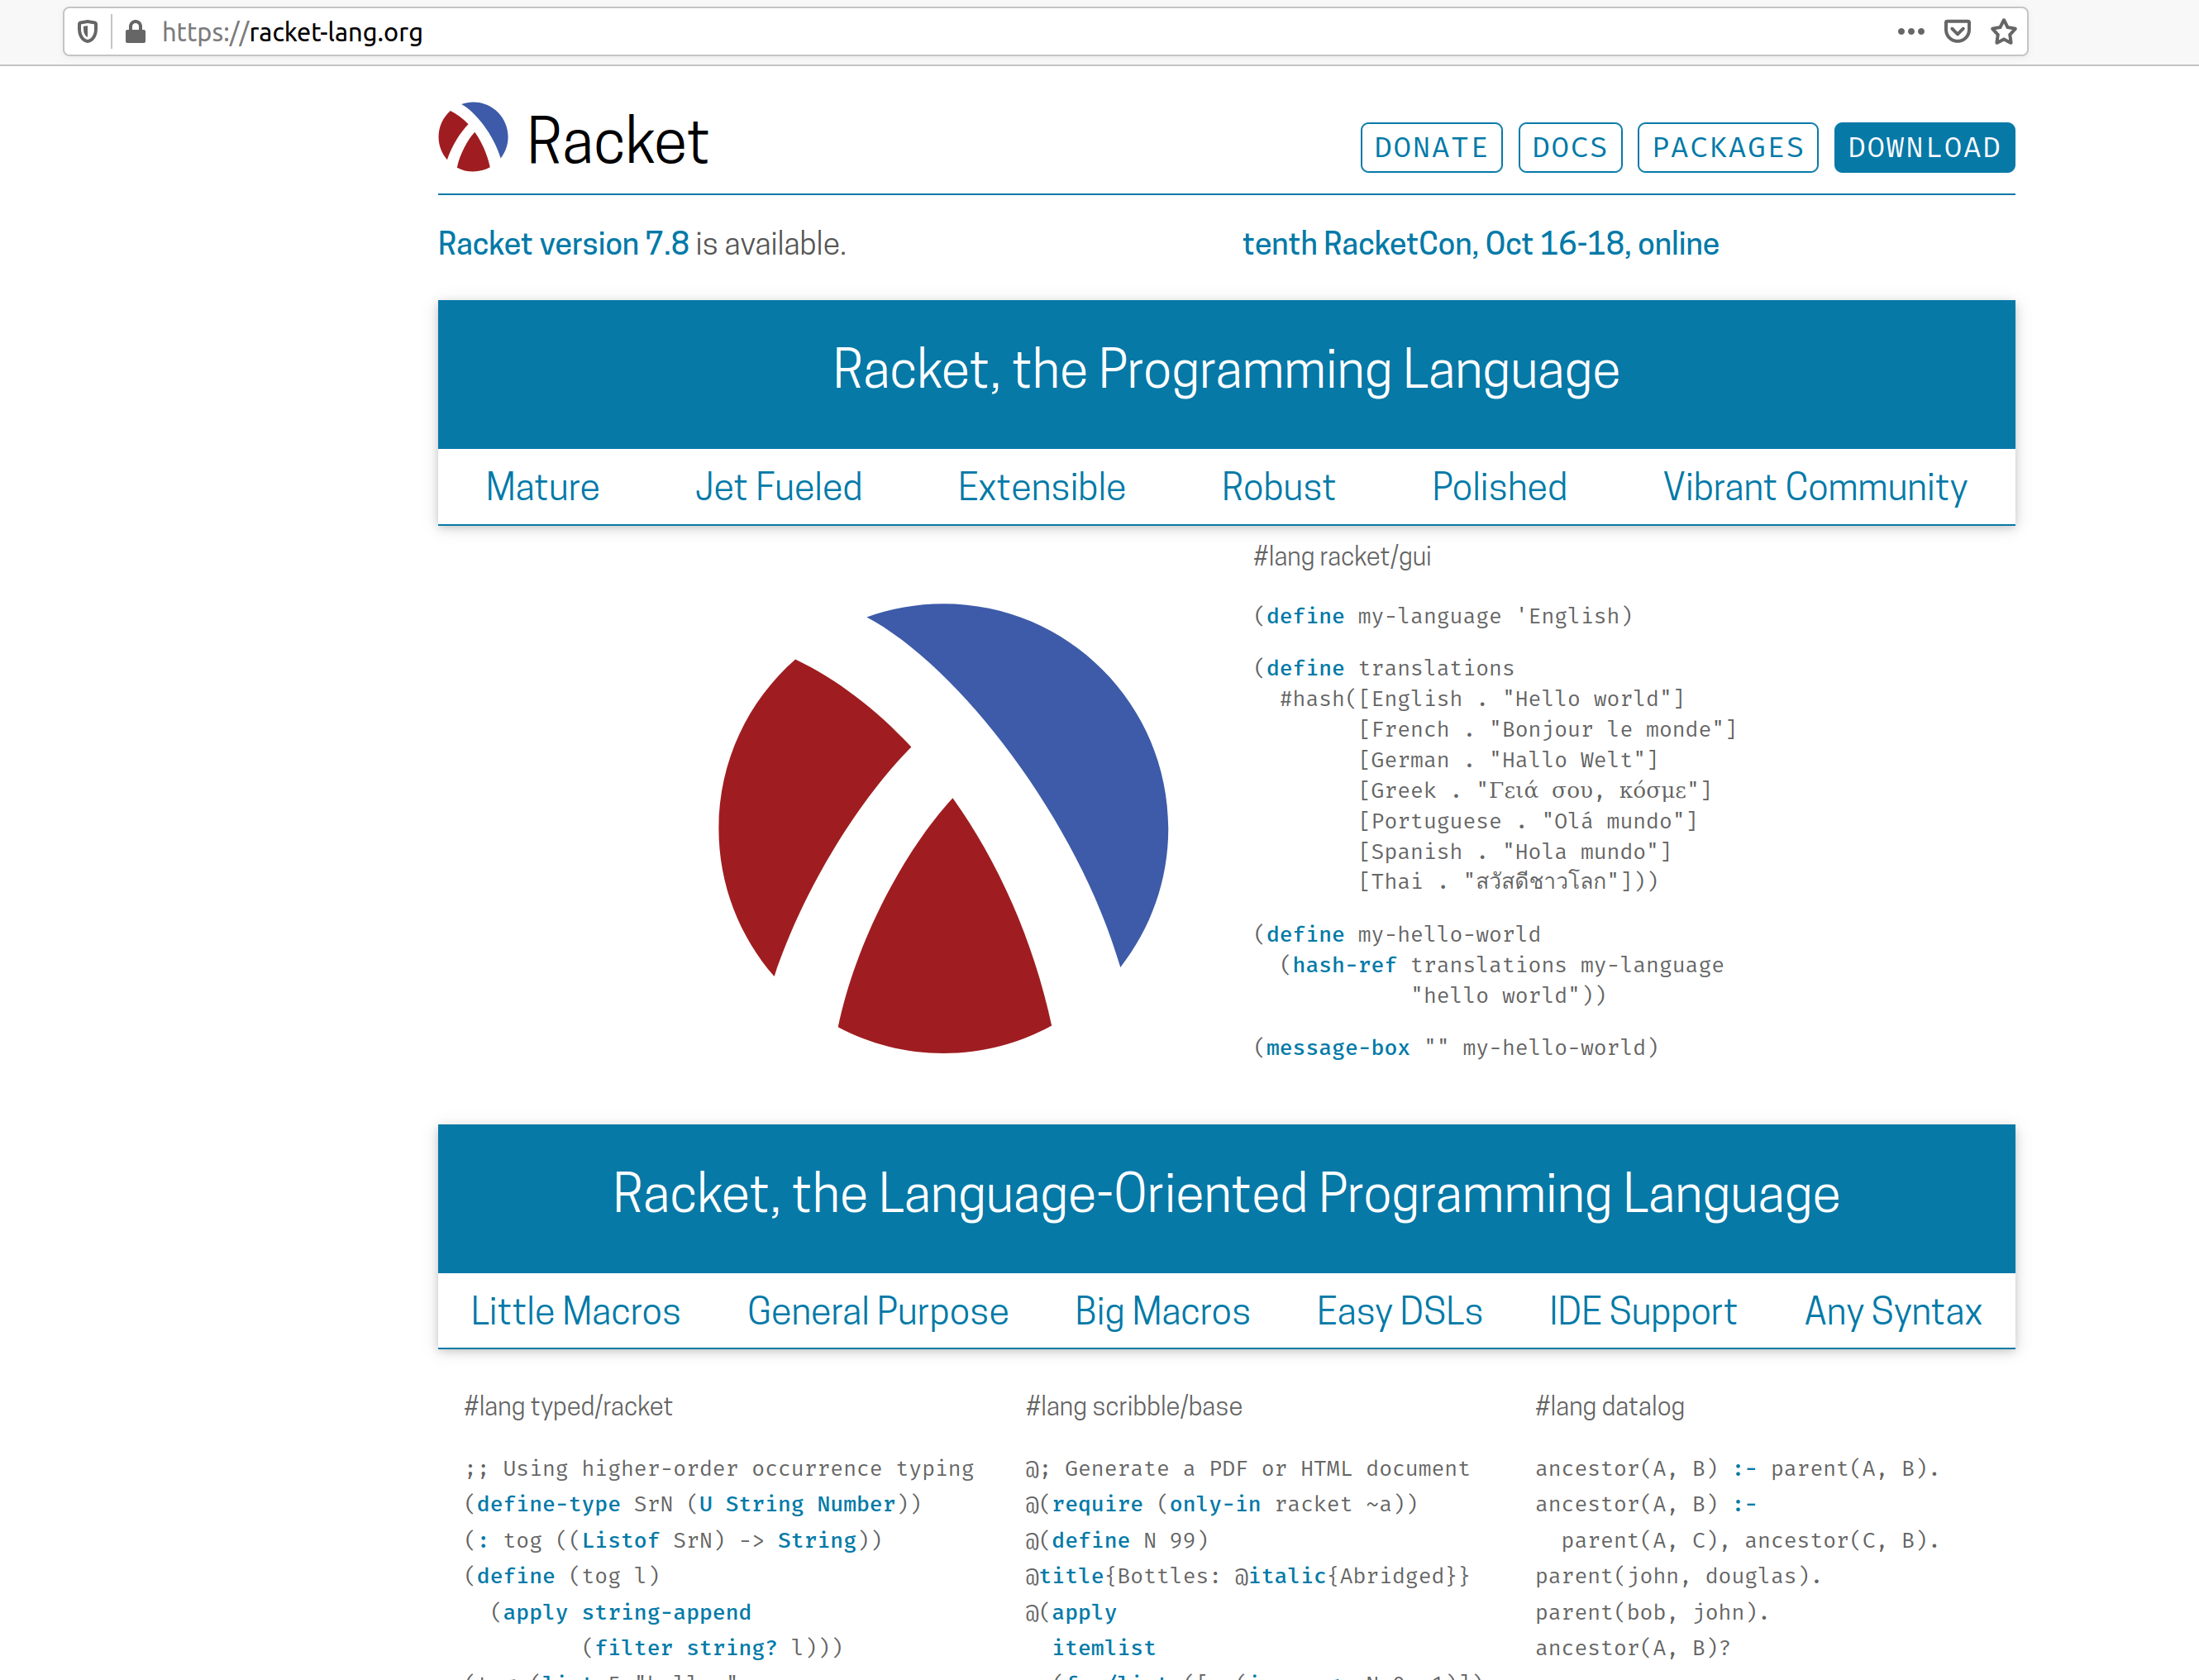 https://racket-lang.org
Racket
DONATE DOCS PACKAGES DOWNLOAD
Racket version 7.8 is available.
tenth RacketCon, Oct 16-18, online
Racket, the Programming Language
Mature Jet Fueled Extensible Robust Polished Vibrant Community
#lang racket/gui
(define my-language 'English)
(define translations
  #hash([English . "Hello world"]
        [French . "Bonjour le monde"]
        [German . "Hallo Welt"]
        [Greek . "Γειά σου, κόσμε"]
        [Portuguese . "Olá mundo"]
        [Spanish . "Hola mundo"]
        [Thai . "สวัสดีชาวโลก"]))
(define my-hello-world
  (hash-ref translations my-language
            "hello world"))
(message-box "" my-hello-world)
Racket, the Language-Oriented Programming Language
Little Macros General Purpose Big Macros Easy DSLs IDE Support Any Syntax
#lang typed/racket
;; Using higher-order occurrence typing
(define-type SrN (U String Number))
(: tog ((Listof SrN) -> String))
(define (tog l)
  (apply string-append
         (filter string? l)))
#lang scribble/base
@; Generate a PDF or HTML document
@(require (only-in racket ~a))
@(define N 99)
@title{Bottles: @italic{Abridged}}
@(apply
  itemlist
#lang datalog
ancestor(A, B) :- parent(A, B).
ancestor(A, B) :-
  parent(A, C), ancestor(C, B).
parent(john, douglas).
parent(bob, john).
ancestor(A, B)?